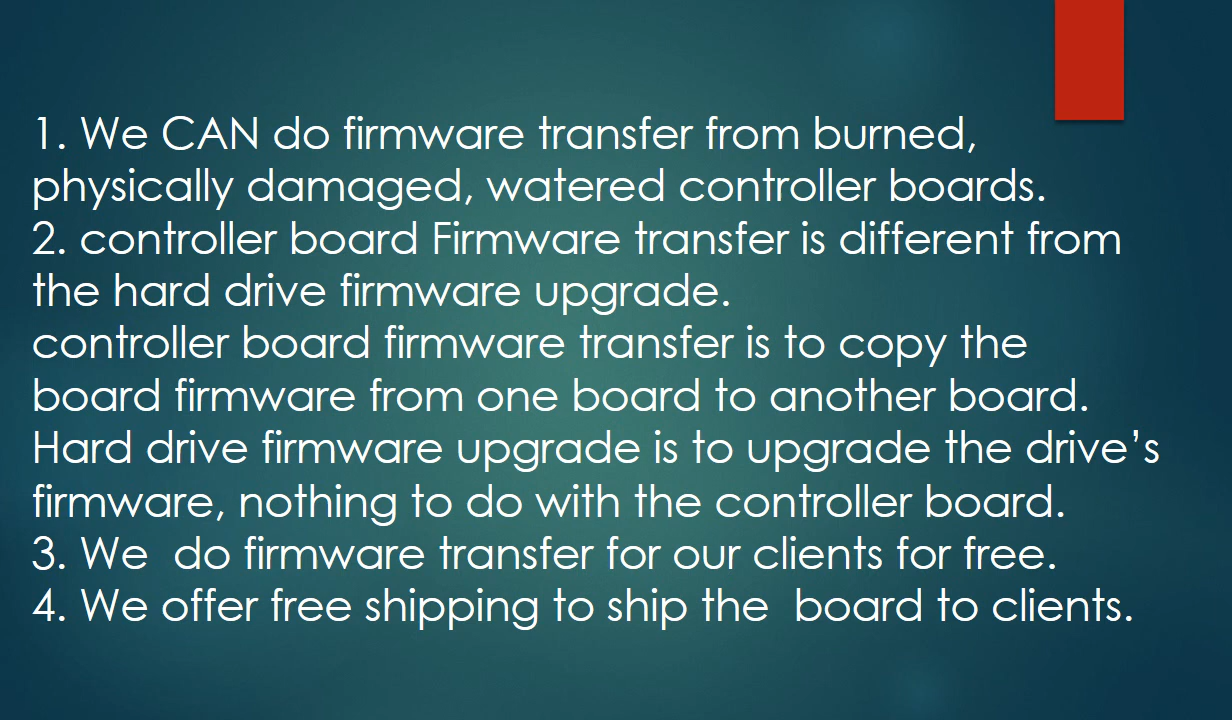 1. We CAN do firmware transfer from burned,
physically damaged, watered controller boards.
2. controller board Firmware transfer is different from
the hard drive firmware upgrade.
controller board firmware transfer is to copy the
board firmware from one board to another board.
Hard drive firmware upgrade is to upgrade the drive’s
firmware, nothing to do with the controller board.
3. We  do firmware transfer for our clients for free.
4. We offer free shipping to ship the  board to clients.